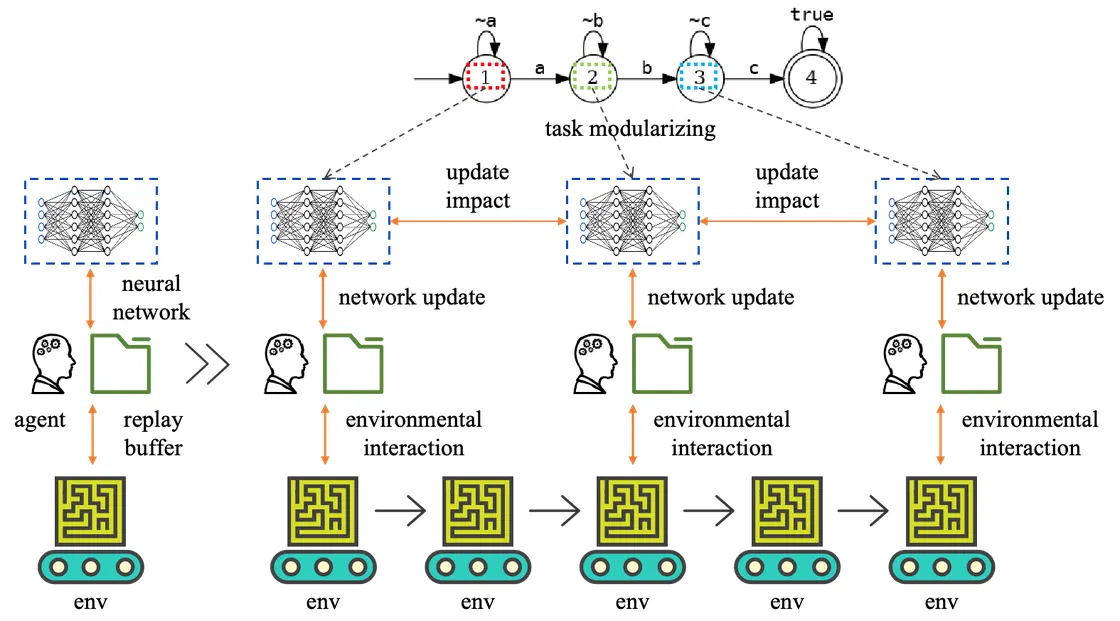 ~a
~b
~c
true
1
a
2
b
3
c
4
task modularizing
update
impact
update
impact
neural
network
network update
network update
network update
agent
replay
buffer
environmental
interaction
environmental
interaction
environmental
interaction
env
env
env
env
env
env